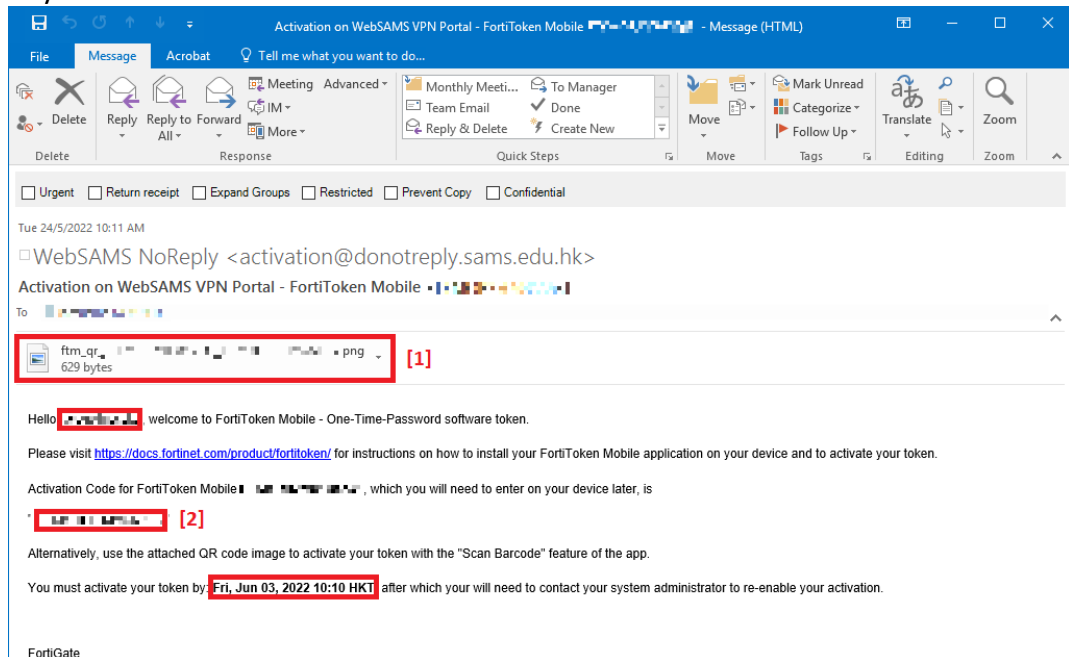 Activation on WebSAMS VPN Portal - FortiToken Mobile - Message (HTML)
File Message Acrobat Tell me what you want to do...
Delete Reply Reply to All Forward Meeting IM More Advanced
Monthly Meeti... To Manager
Team Email Done
Reply & Delete Create New
Move
Mark Unread
Categorize
Follow Up
Translate
Zoom
Delete Response Quick Steps Move Tags Editing Zoom
Urgent Return receipt Expand Groups Restricted Prevent Copy Confidential
Tue 24/5/2022 10:11 AM
WebSAMS NoReply <activation@donotreply.sams.edu.hk>
Activation on WebSAMS VPN Portal - FortiToken Mobile
To
ftm_qr_ png
629 bytes
[1]
Hello , welcome to FortiToken Mobile - One-Time-Password software token.
Please visit https://docs.fortinet.com/product/fortitoken/ for instructions on how to install your FortiToken Mobile application on your device and to activate your token.
Activation Code for FortiToken Mobile , which you will need to enter on your device later, is
[2]
Alternatively, use the attached QR code image to activate your token with the "Scan Barcode" feature of the app.
You must activate your token by: Fri, Jun 03, 2022 10:10 HKT after which your will need to contact your system administrator to re-enable your activation.
FortiGate